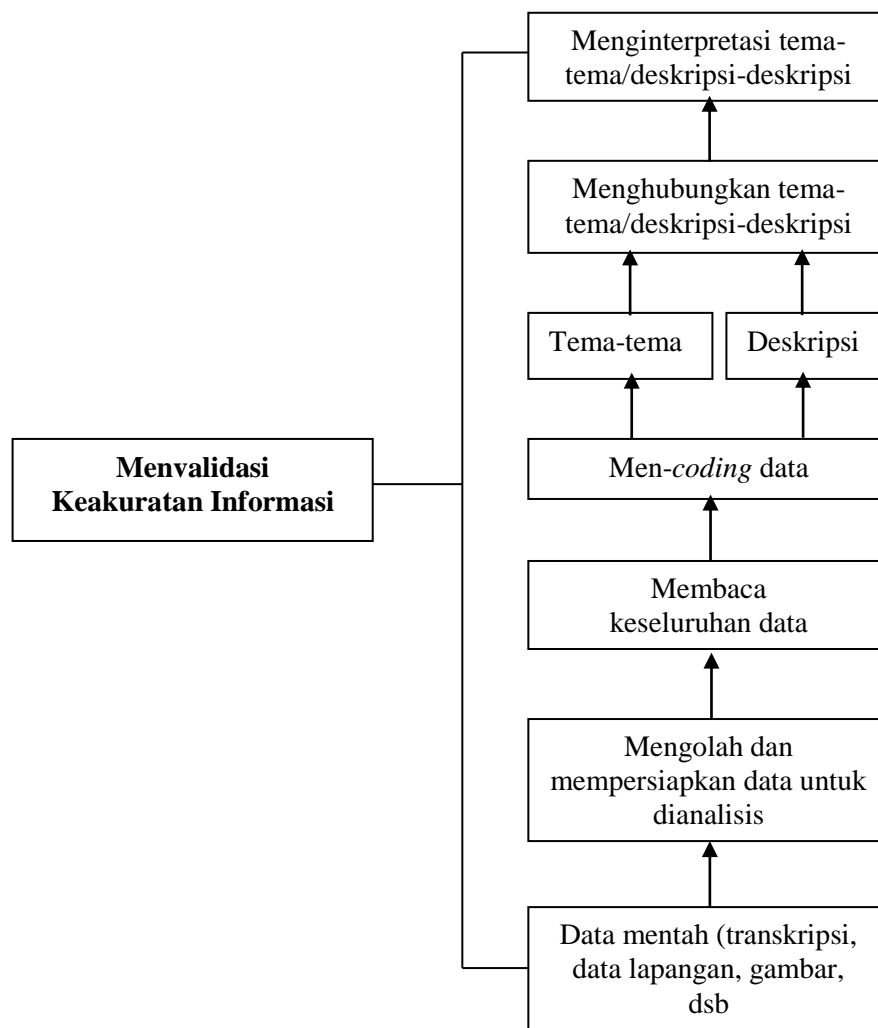 Menginterpretasi tema-
tema/deskripsi-deskripsi
Menghubungkan tema-
tema/deskripsi-deskripsi
Tema-tema
Deskripsi
Menvalidasi
Keakuratan Informasi
Men-coding data
Membaca
keseluruhan data
Mengolah dan
mempersiapkan data untuk
dianalisis
Data mentah (transkripsi,
data lapangan, gambar,
dsb